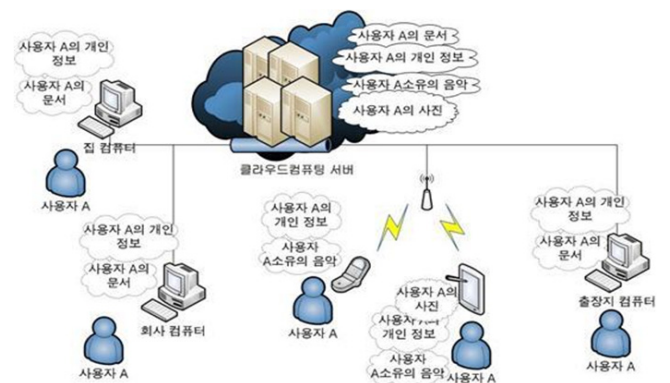 사용자 A의 문서
사용자 A의 개인 정보
사용자 A소유의 음악
사용자 A의 사진
클라우드컴퓨팅 서버
사용자 A의 개인
정보
사용자 A의
문서
집 컴퓨터
사용자 A
사용자 A의 개인
정보
사용자 A의
문서
회사 컴퓨터
사용자 A
사용자 A의
개인 정보
사용자
A소유의 음악
사용자 A
사용자 A의
사진
사용자 A의
개인 정보
사용자
A소유의 음악
사용자 A
사용자 A의 개인
정보
사용자 A의
문서
출장지 컴퓨터
사용자 A